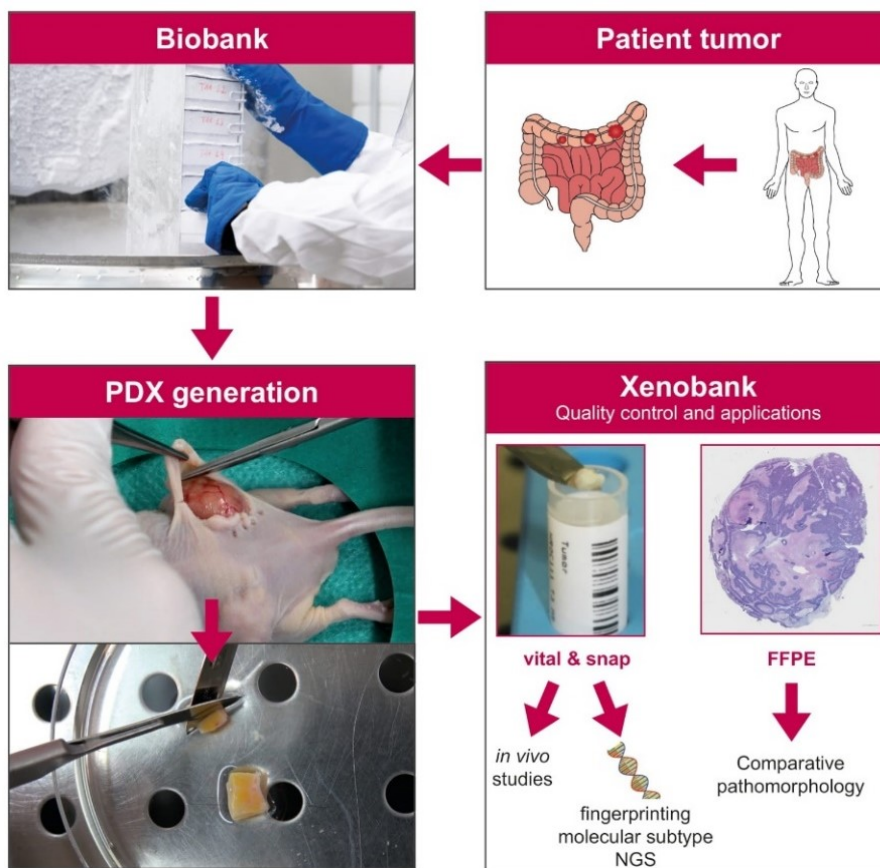 Biobank
Patient tumor
PDX generation
Xenobank
Quality control and applications
Tumor
vital & snap
FFPE
in vivo
studies
fingerprinting
molecular subtype
NGS
Comparative
pathomorphology